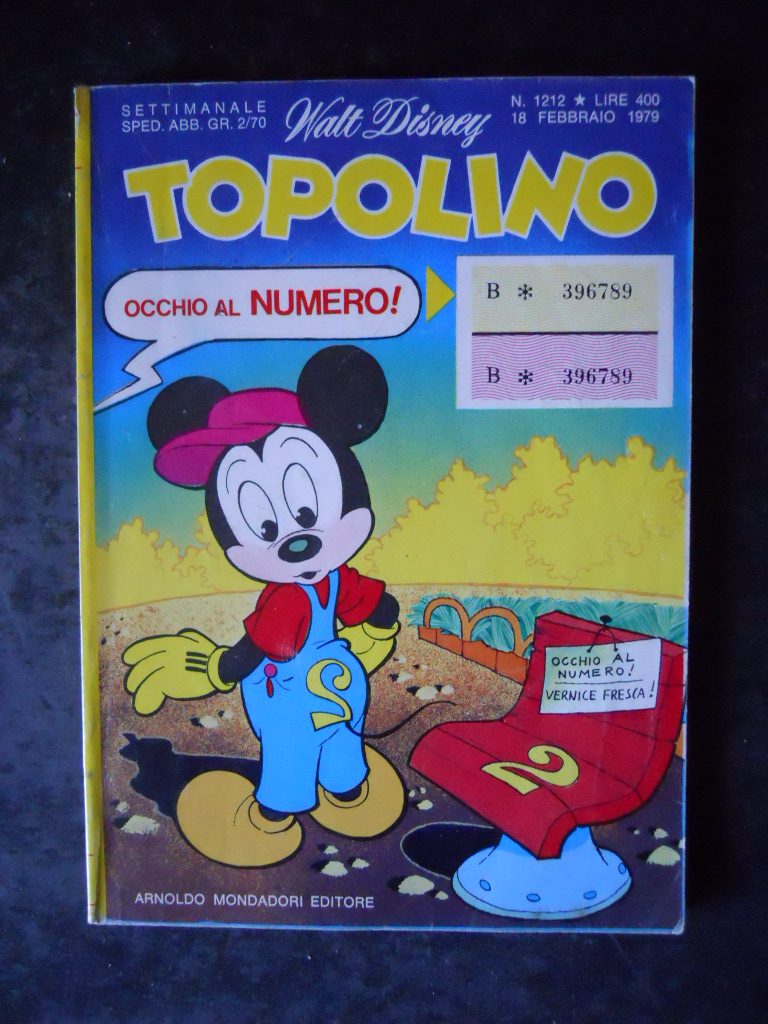 SETTIMANALE
SPED. ABB. GR. 2/70
Walt Disney
N. 1212 ★ LIRE 400
18 FEBBRAIO 1979
TOPOLINO
OCCHIO AL NUMERO!
B * 396789
B * 396789
2
OCCHIO AL
NUMERO!
VERNICE FRESCA!
2
ARNOLDO MONDADORI EDITORE